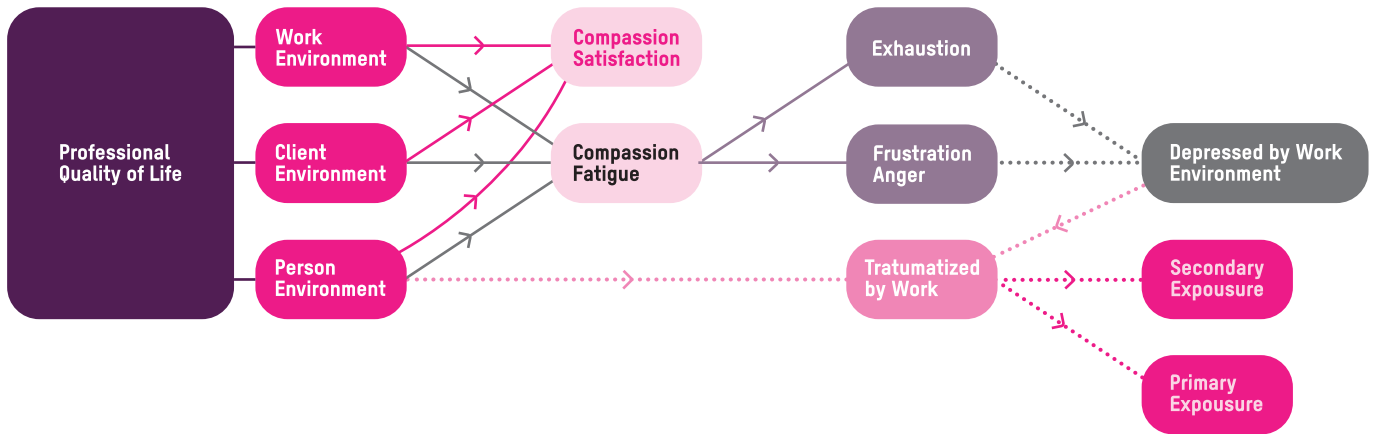 Professional
Quality of Life
Work
Environment
Client
Environment
Person
Environment
Compassion
Satisfaction
Compassion
Fatigue
Exhaustion
Frustration
Anger
Tratumatized
by Work
Depressed by Work
Environment
Secondary
Expousure
Primary
Expousure